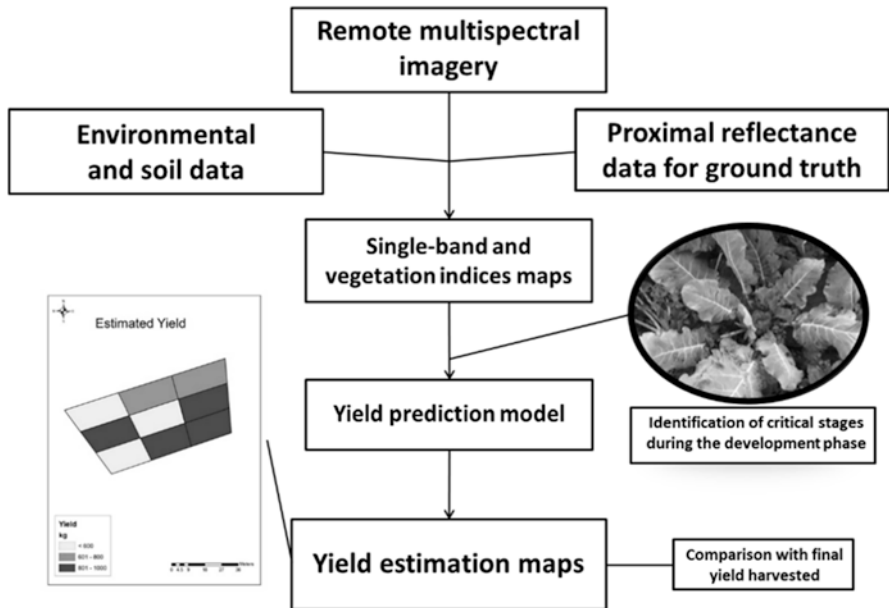 Remote multispectral
imagery
Environmental
and soil data
Proximal reflectance
data for ground truth
Single-band and
vegetation indices maps
Estimated Yield
Yield prediction model
Identification of critical stages
during the development phase
Yield
kg
601 - 800
801 - 1000
Yield estimation maps
Comparison with final
yield harvested